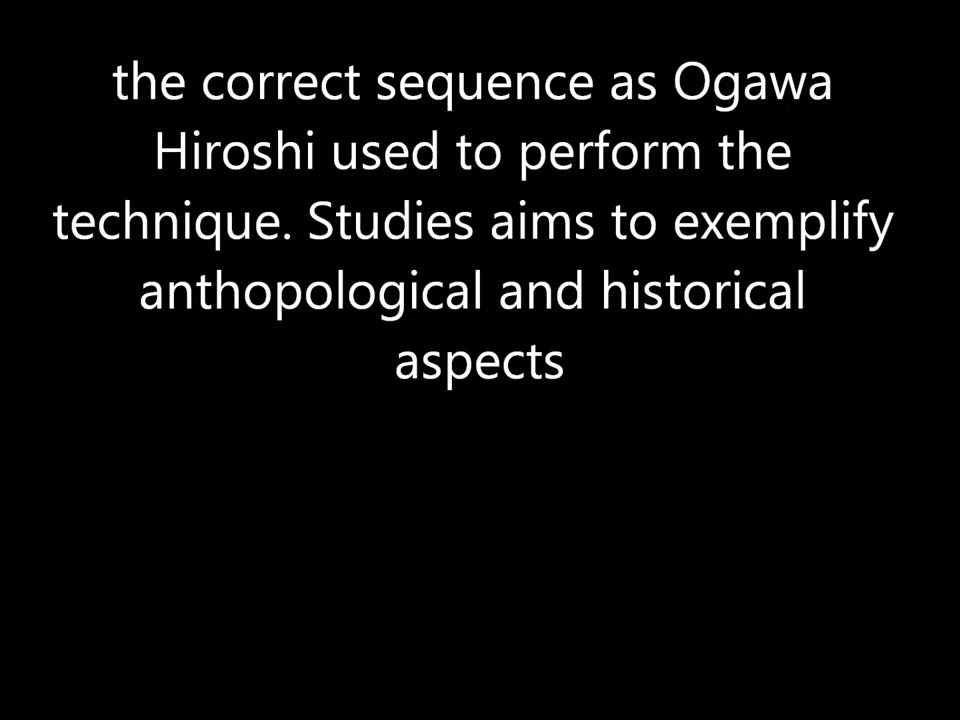 the correct sequence as Ogawa
Hiroshi used to perform the
technique. Studies aims to exemplify
anthopological and historical
aspects